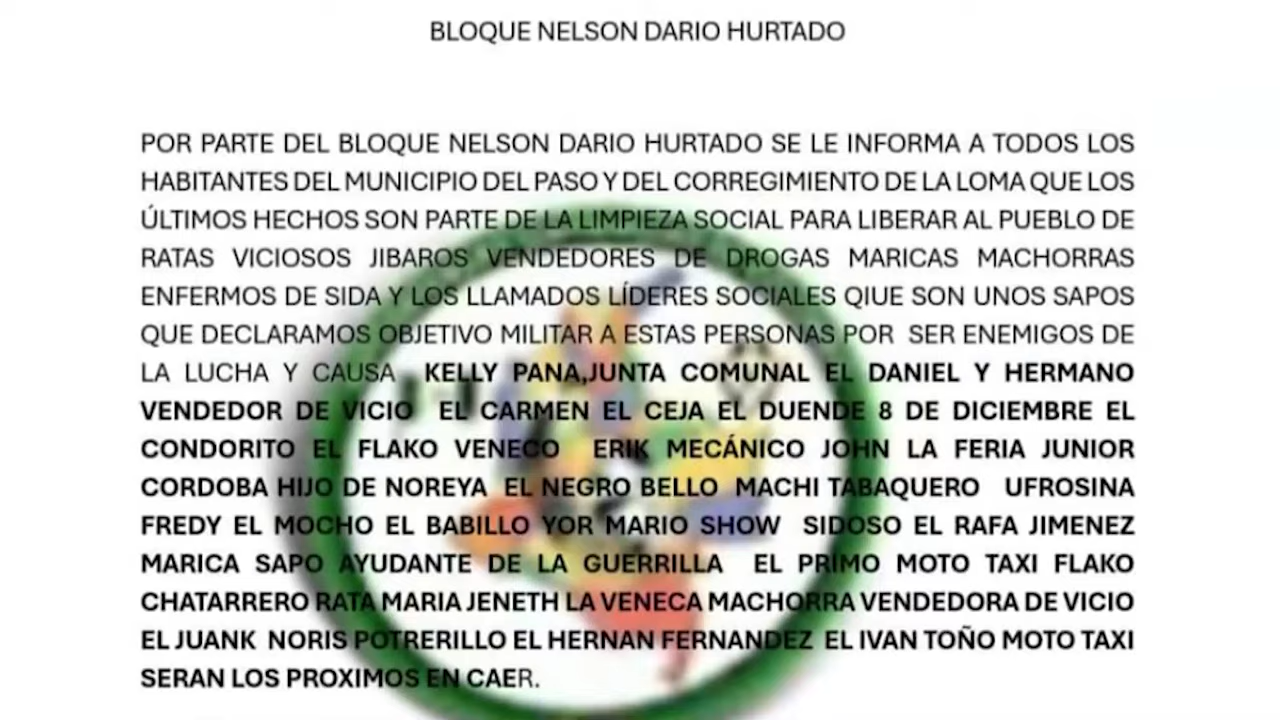 BLOQUE NELSON DARIO HURTADO
POR PARTE DEL BLOQUE NELSON DARIO HURTADO SE LE INFORMA A TODOS LOS
HABITANTES DEL MUNICIPIO DEL PASO Y DEL CORREGIMIENTO DE LA LOMA QUE LOS
ÚLTIMOS HECHOS SON PARTE DE LA LIMPIEZA SOCIAL PARA LIBERAR AL PUEBLO DE
RATAS VICIOSOS JIBAROS VENDEDORES DE DROGAS MARICAS MACHORRAS
ENFERMOS DE SIDA Y LOS LLAMADOS LÍDERES SOCIALES QIUE SON UNOS SAPOS
QUE DECLARAMOS OBJETIVO MILITAR A ESTAS PERSONAS POR SER ENEMIGOS DE
LA LUCHA Y CAUSA KELLY PANA,JUNTA COMUNAL EL DANIEL Y HERMANO
VENDEDOR DE VICIO EL CARMEN EL CEJA EL DUENDE 8 DE DICIEMBRE EL
CONDORITO EL FLAKO VENECO ERIK MECÁNICO JOHN LA FERIA JUNIOR
CORDOBA HIJO DE NOREYA EL NEGRO BELLO MACHI TABAQUERO UFROSINA
FREDY EL MOCHO EL BABILLO YOR MARIO SHOW SIDOSO EL RAFA JIMENEZ
MARICA SAPO AYUDANTE DE LA GUERRILLA EL PRIMO MOTO TAXI FLAKO
CHATARRERO RATA MARIA JENETH LA VENECA MACHORRA VENDEDORA DE VICIO
EL JUANK NORIS POTRERILLO EL HERNAN FERNANDEZ EL IVAN TOÑO MOTO TAXI
SERAN LOS PROXIMOS EN CAER.